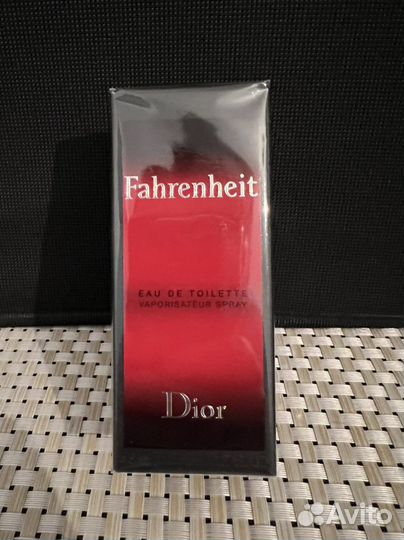 Fahrenheit
EAU DE TOILETTE
VAPORISATEUR SPRAY
Dior
Avito